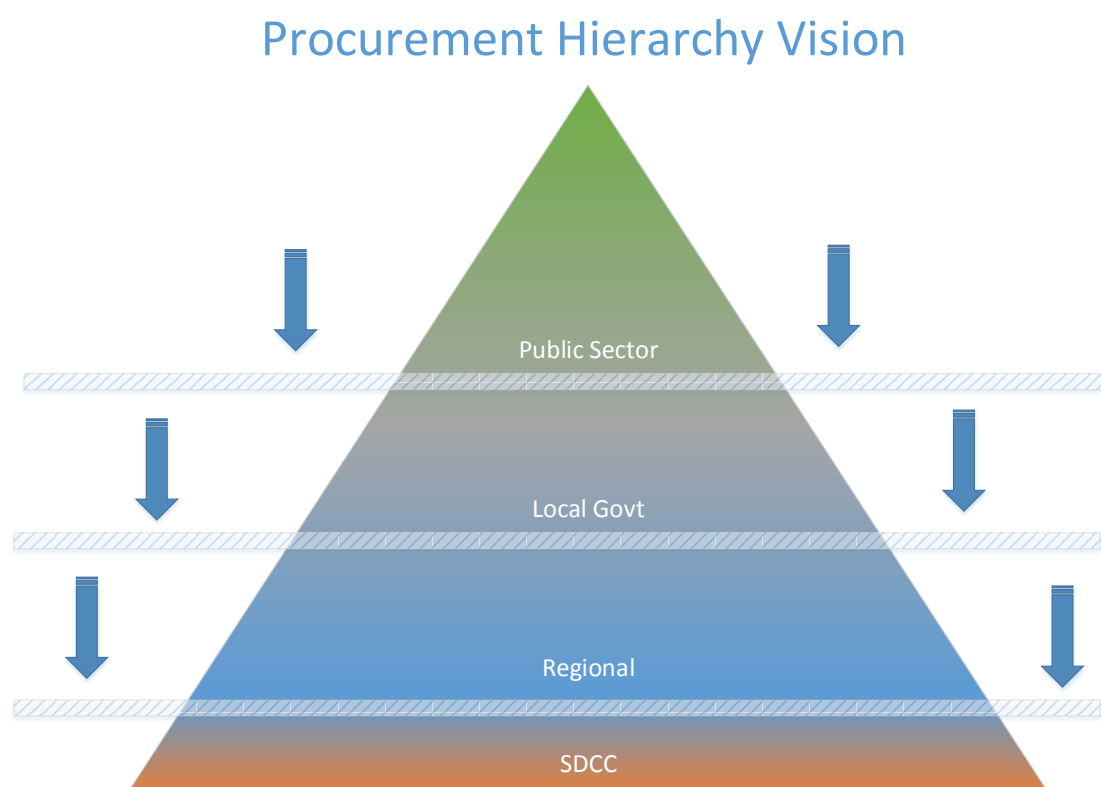 Procurement Hierarchy Vision
Public Sector
Local Govt
Regional
SDCC